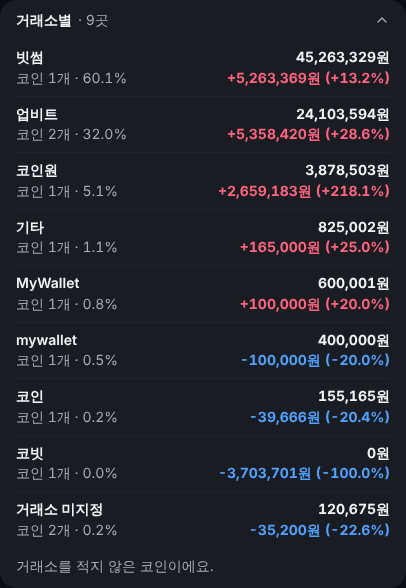 거래소별 · 9곳
빗썸 45,263,329원
코인 1개 · 60.1% +5,263,369원 (+13.2%)
업비트 24,103,594원
코인 2개 · 32.0% +5,358,420원 (+28.6%)
코인원 3,878,503원
코인 1개 · 5.1% +2,659,183원 (+218.1%)
기타 825,002원
코인 1개 · 1.1% +165,000원 (+25.0%)
MyWallet 600,001원
코인 1개 · 0.8% +100,000원 (+20.0%)
mywallet 400,000원
코인 1개 · 0.5% -100,000원 (-20.0%)
코인 155,165원
코인 1개 · 0.2% -39,666원 (-20.4%)
코빗 0원
코인 1개 · 0.0% -3,703,701원 (-100.0%)
거래소 미지정 120,675원
코인 2개 · 0.2% -35,200원 (-22.6%)
거래소를 적지 않은 코인이에요.